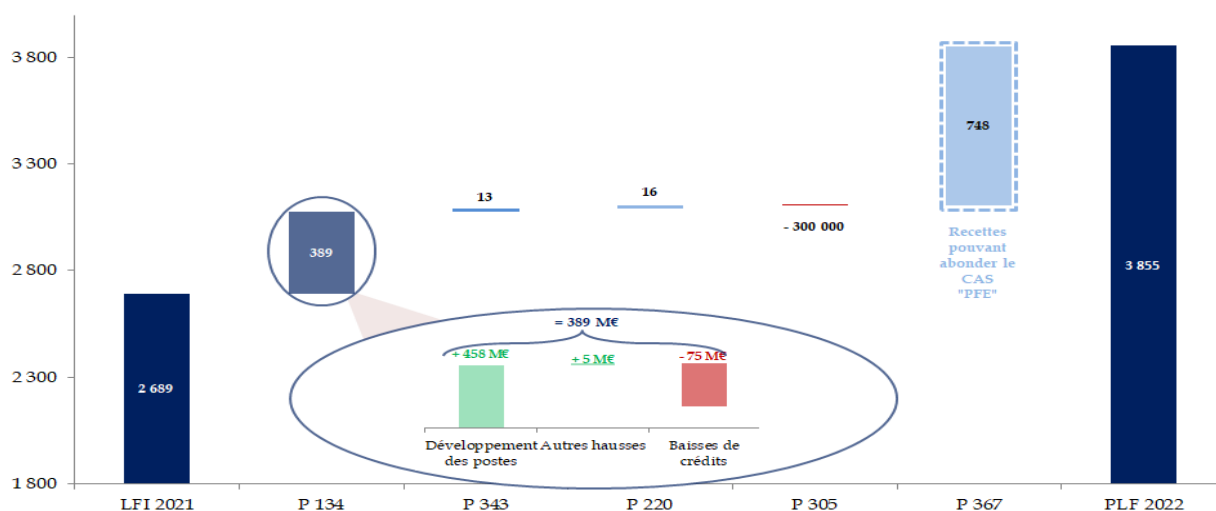 3 800
3 300
2 800
2 300
1 800
2 689
389
13
16
- 300 000
748
Recettes
pouvant
abonder le
CAS
"PFE"
3 855
= 389 M€
+ 458 M€
+ 5 M€
- 75 M€
Développement
des postes
Autres hausses
Baisses de
crédits
LFI 2021
P 134
P 343
P 220
P 305
P 367
PLF 2022